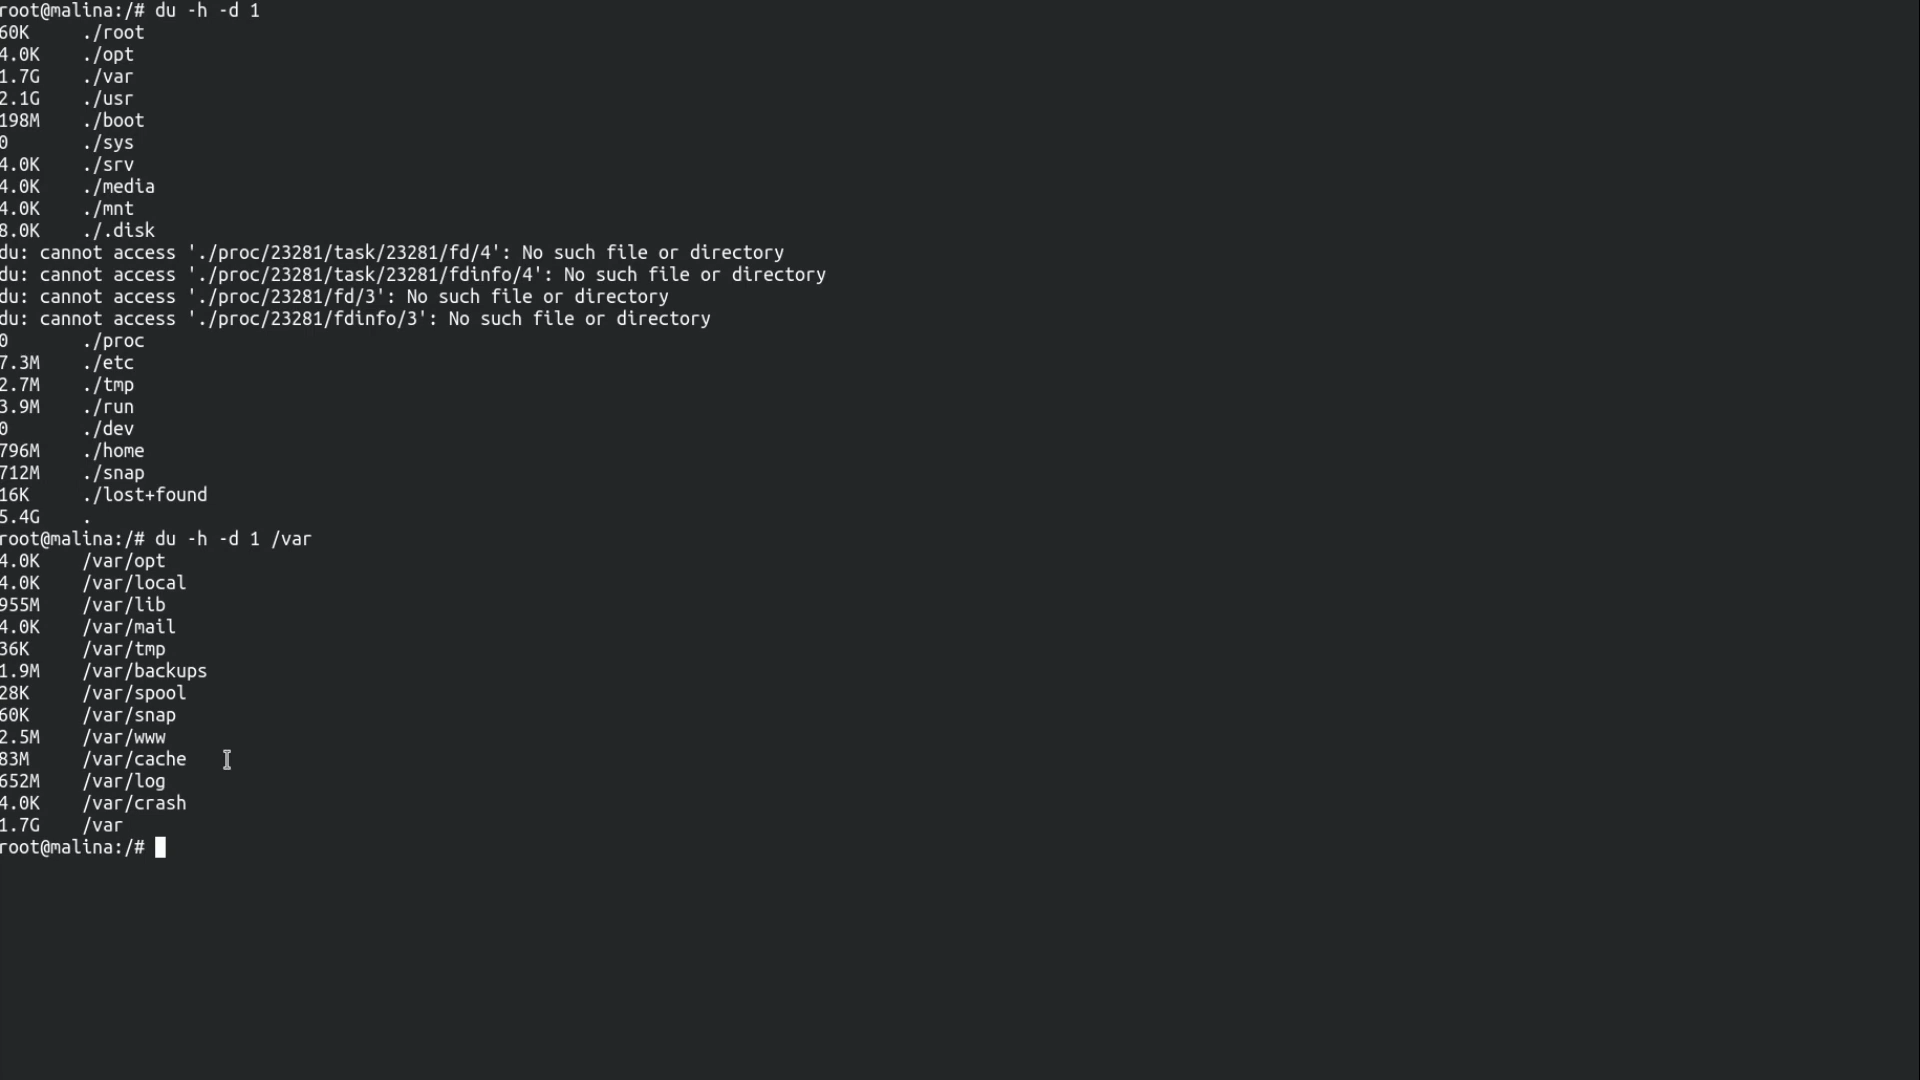 root@malina:/# du -h -d 1
60K ./root
4.0K ./opt
1.7G ./var
2.1G ./usr
198M ./boot
0 ./sys
4.0K ./srv
4.0K ./media
4.0K ./mnt
8.0K ./.disk
du: cannot access './proc/23281/task/23281/fd/4': No such file or directory
du: cannot access './proc/23281/task/23281/fdinfo/4': No such file or directory
du: cannot access './proc/23281/fd/3': No such file or directory
du: cannot access './proc/23281/fdinfo/3': No such file or directory
0 ./proc
7.3M ./etc
2.7M ./tmp
3.9M ./run
0 ./dev
796M ./home
712M ./snap
16K ./lost+found
5.4G .
root@malina:/# du -h -d 1 /var
4.0K /var/opt
4.0K /var/local
955M /var/lib
4.0K /var/mail
36K /var/tmp
1.9M /var/backups
28K /var/spool
60K /var/snap
2.5M /var/www
83M /var/cache
652M /var/log
4.0K /var/crash
1.7G /var
root@malina:/#